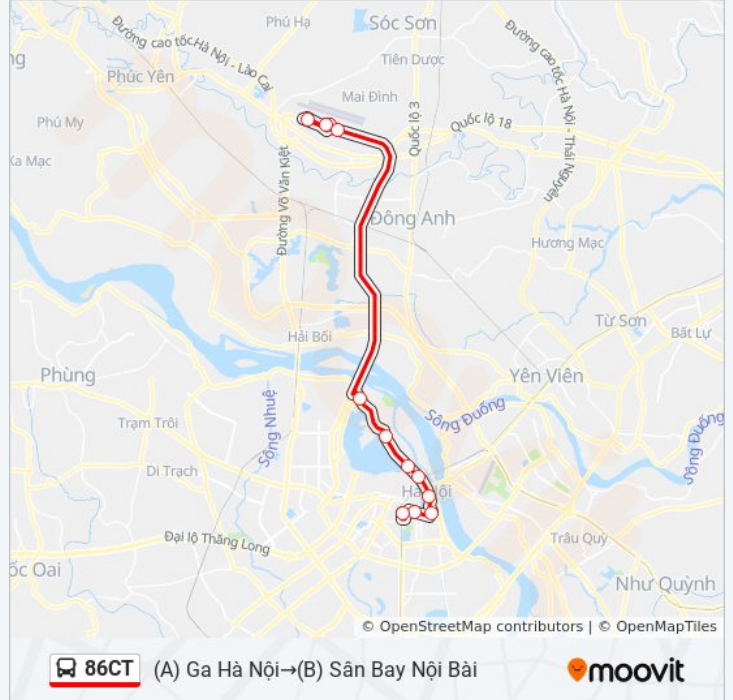 Phú Hạ
Sóc Sơn
Đường cao tốc Hà Nội - Lào Cai
Tiên Dược
Đường cao tốc Hà Nội - Thái Nguyên
ng
Phúc Yên
Mai Đình
Quốc lộ 3
Quốc lộ 18
Phú My
Ka Mạc
Đường Võ Văn Kiệt
Đông Anh
Hương Mạc
Từ Sơn
Hải Bối
Bất Lự
Phùng
Yên Viên
Sông Nhuệ
Sông Đuống
Sông Đuống
Trạm Trôi
Di Trạch
Hà Nội
Đại lộ Thăng Long
Trâu Quỳ
ốc Oai
Như Quỳnh
© OpenStreetMap contributors | © OpenMapTiles
86CT (A) Ga Hà Nội→(B) Sân Bay Nội Bài
moovit